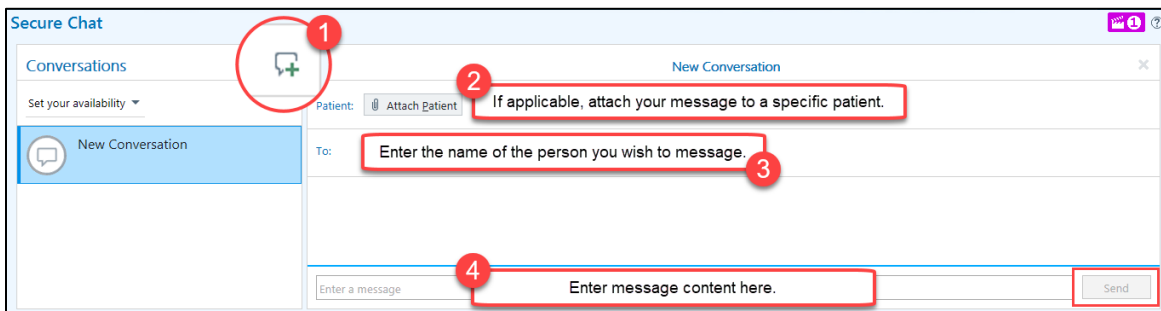 Secure Chat
1
1
Conversations
New Conversation
2
Set your availability
Patient: Attach Patient
If applicable, attach your message to a specific patient.
New Conversation
To:
Enter the name of the person you wish to message.
3
4
Enter a message
Enter message content here.
Send